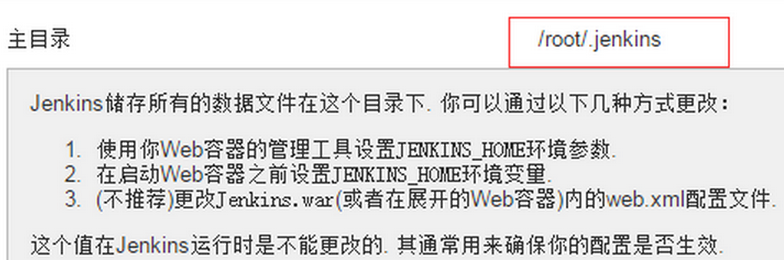 主目录 /root/.jenkins
Jenkins储存所有的数据文件在这个目录下. 你可以通过以下几种方式更改：
1. 使用你Web容器的管理工具设置JENKINS_HOME环境参数.
2. 在启动Web容器之前设置JENKINS_HOME环境变量.
3. (不推荐)更改Jenkins.war(或者在展开的Web容器)内的web.xml配置文件.
这个值在Jenkins运行时是不能更改的. 其通常用来确保你的配置是否生效.